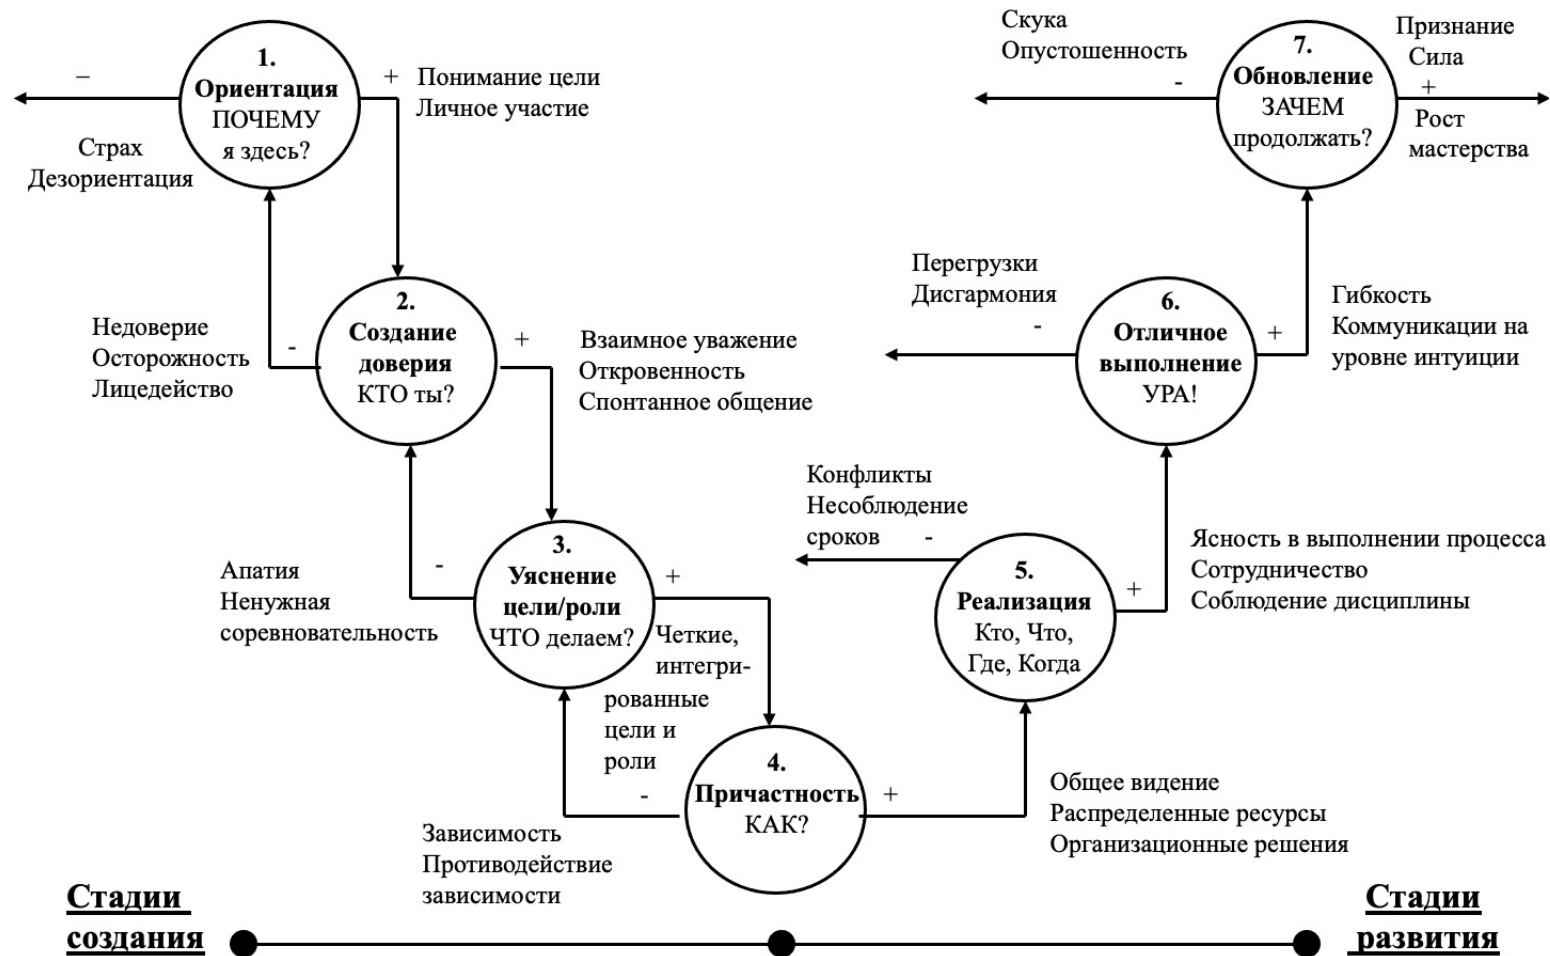 1.
Ориентация
ПОЧЕМУ
я здесь?
–
Страх
Дезориентация
+
Понимание цели
Личное участие
2.
Создание
доверия
КТО ты?
-
Недоверие
Осторожность
Лицедейство
+
Взаимное уважение
Откровенность
Спонтанное общение
3.
Уяснение
цели/роли
ЧТО делаем?
-
Апатия
Ненужная
соревновательность
+
Четкие,
интегри-
рованные
цели и
роли
4.
Причастность
КАК?
-
Зависимость
Противодействие
зависимости
+
Общее видение
Распределенные ресурсы
Организационные решения
5.
Реализация
Кто, Что,
Где, Когда
Конфликты
Несоблюдение
сроков -
+
Ясность в выполнении процесса
Сотрудничество
Соблюдение дисциплины
6.
Отличное
выполнение
УРА!
Перегрузки
Дисгармония
-
+
Гибкость
Коммуникации на
уровне интуиции
7.
Обновление
ЗАЧЕМ
продолжать?
Скука
Опустошенность
-
Признание
Сила
+
Рост
мастерства
Стадии
создания
Стадии
развития